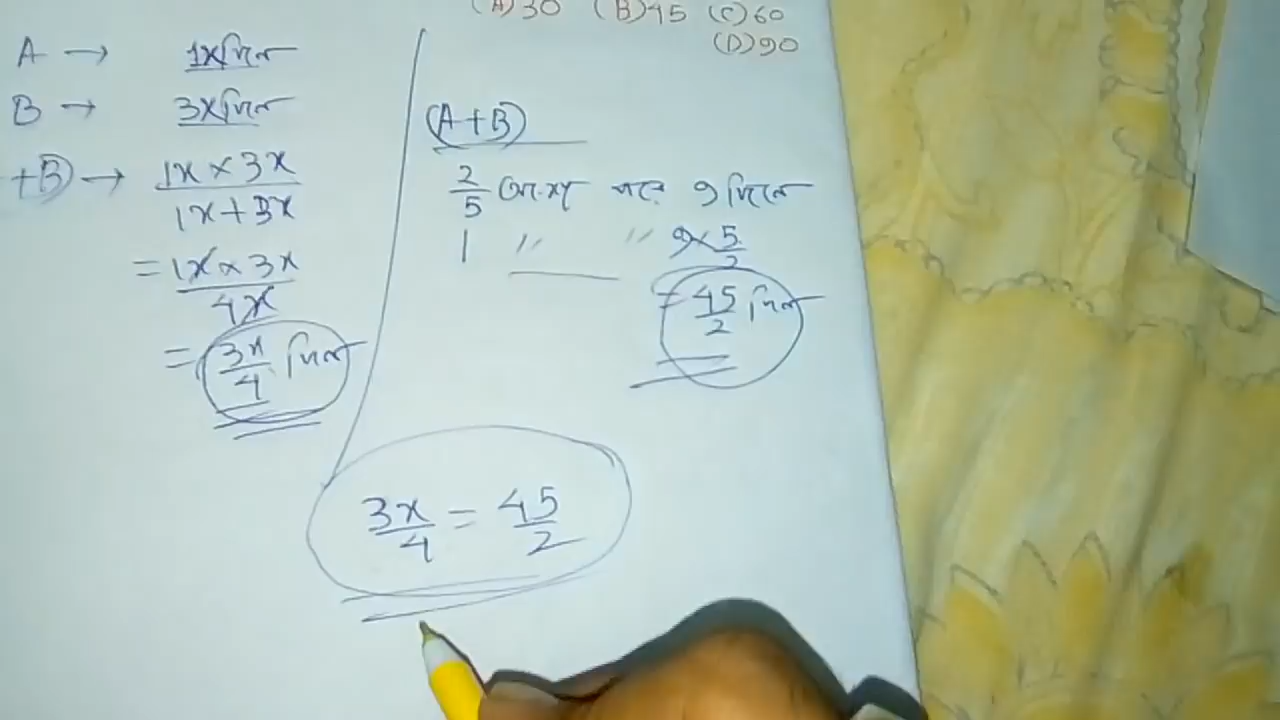 (A) 30 (B) 45 (C) 60
(D) 90
A → 1x দিন
B → 3x দিন
+B) → 1x × 3x / 1x + 3x
= 1x × 3x / 4x
= 3x/4 দিন
(A+B)
2/5 অংশ করে 9 দিনে
1 " " 9 × 5/2
= 45/2 দিন
3x/4 = 45/2